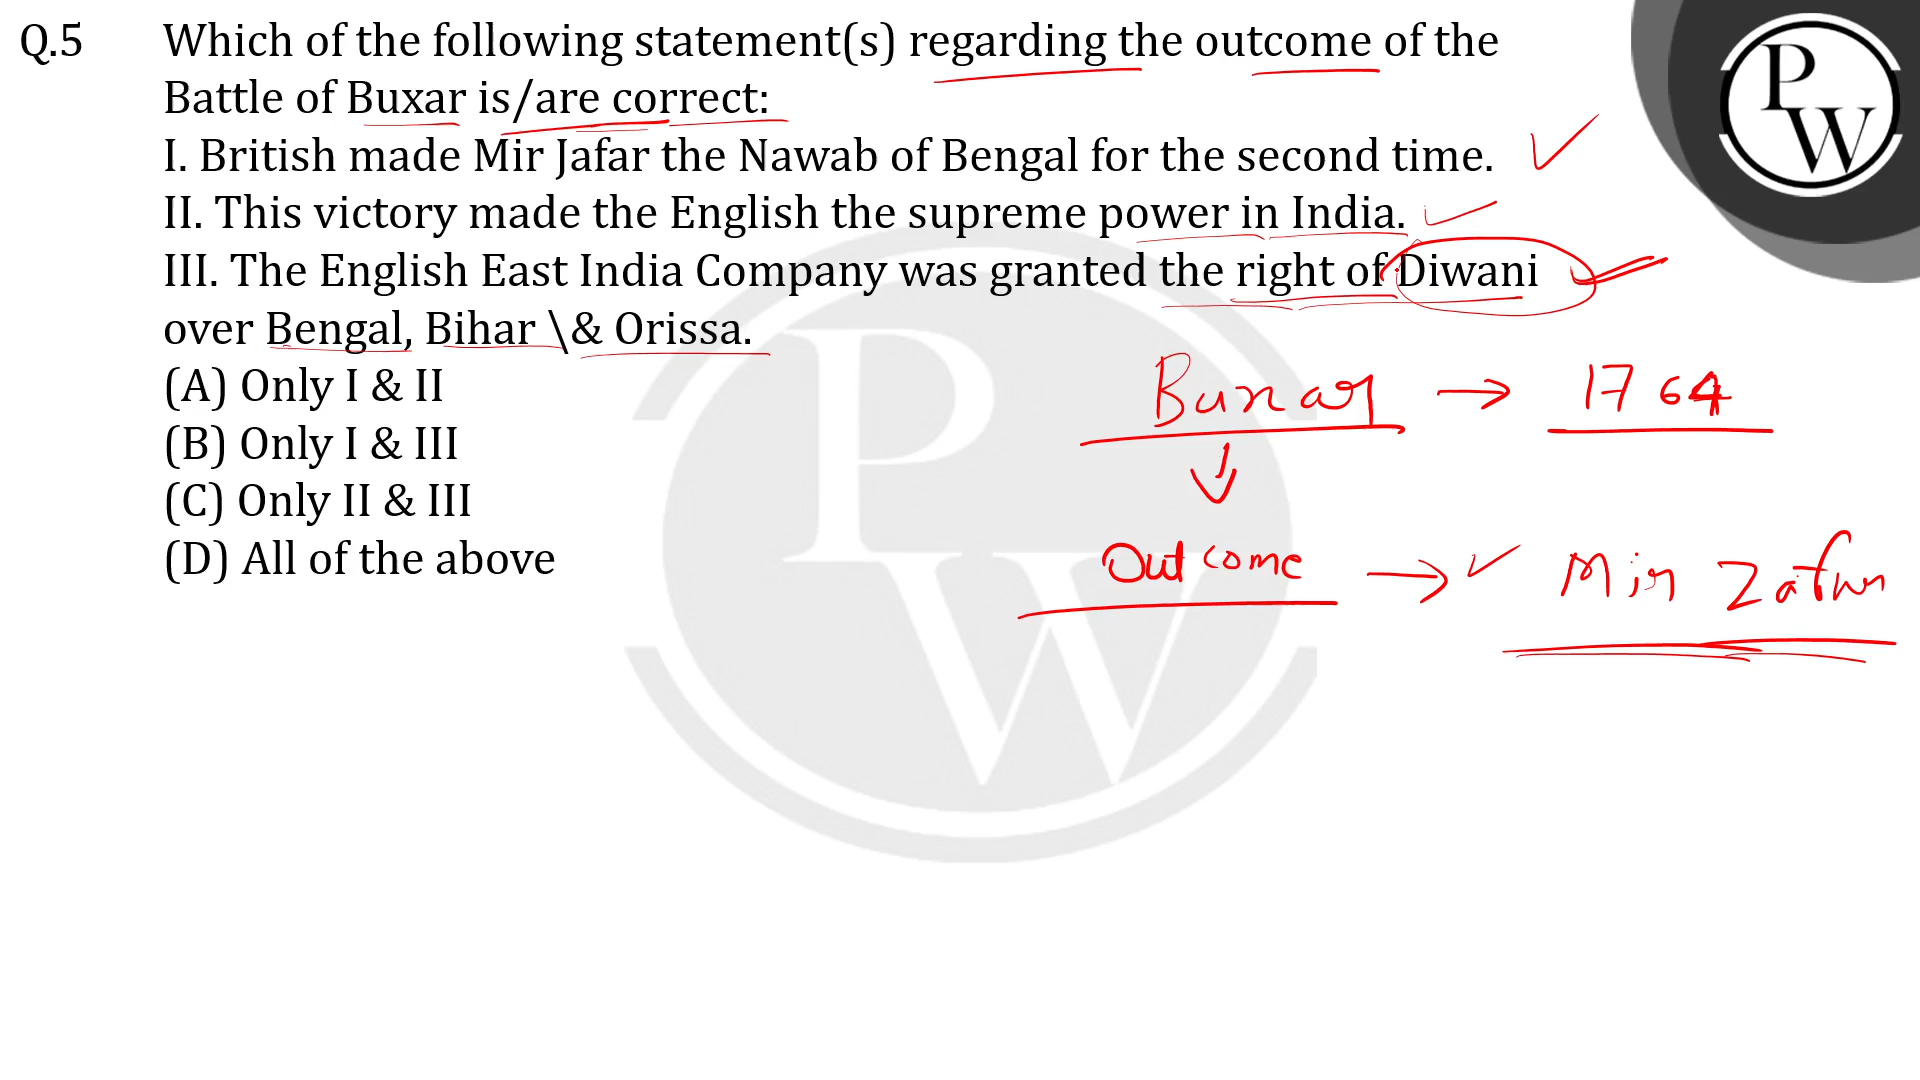 Q.5 Which of the following statement(s) regarding the outcome of the
Battle of Buxar is/are correct:
I. British made Mir Jafar the Nawab of Bengal for the second time.
II. This victory made the English the supreme power in India.
III. The English East India Company was granted the right of Diwani
over Bengal, Bihar \& Orissa.
(A) Only I & II
(B) Only I & III
(C) Only II & III
(D) All of the above
Buxar → 1764
Outcome → ✓ Mir Zafar
PW
PW